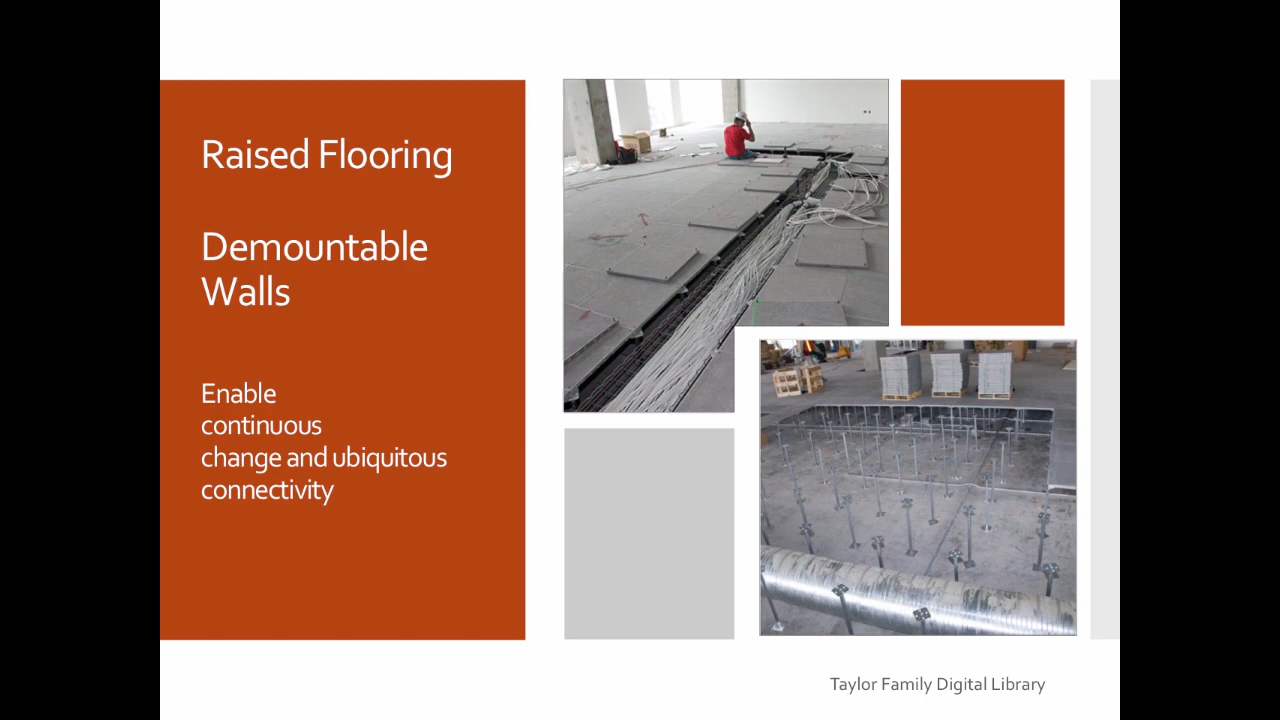 Raised Flooring
Demountable
Walls
Enable
continuous
change and ubiquitous
connectivity
Taylor Family Digital Library